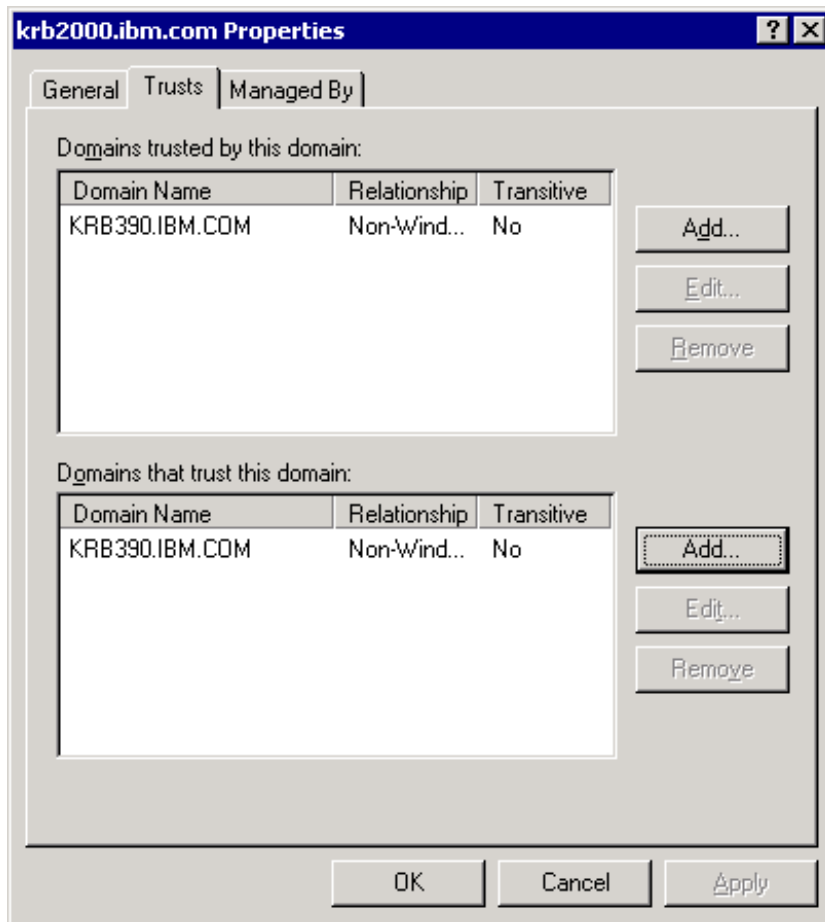 krb2000.ibm.com Properties
General Trusts Managed By
Domains trusted by this domain:
Domain Name Relationship Transitive
KRB390.IBM.COM Non-Wind... No
Add...
Edit...
Remove
Domains that trust this domain:
Domain Name Relationship Transitive
KRB390.IBM.COM Non-Wind... No
Add...
Edit...
Remove
OK Cancel Apply